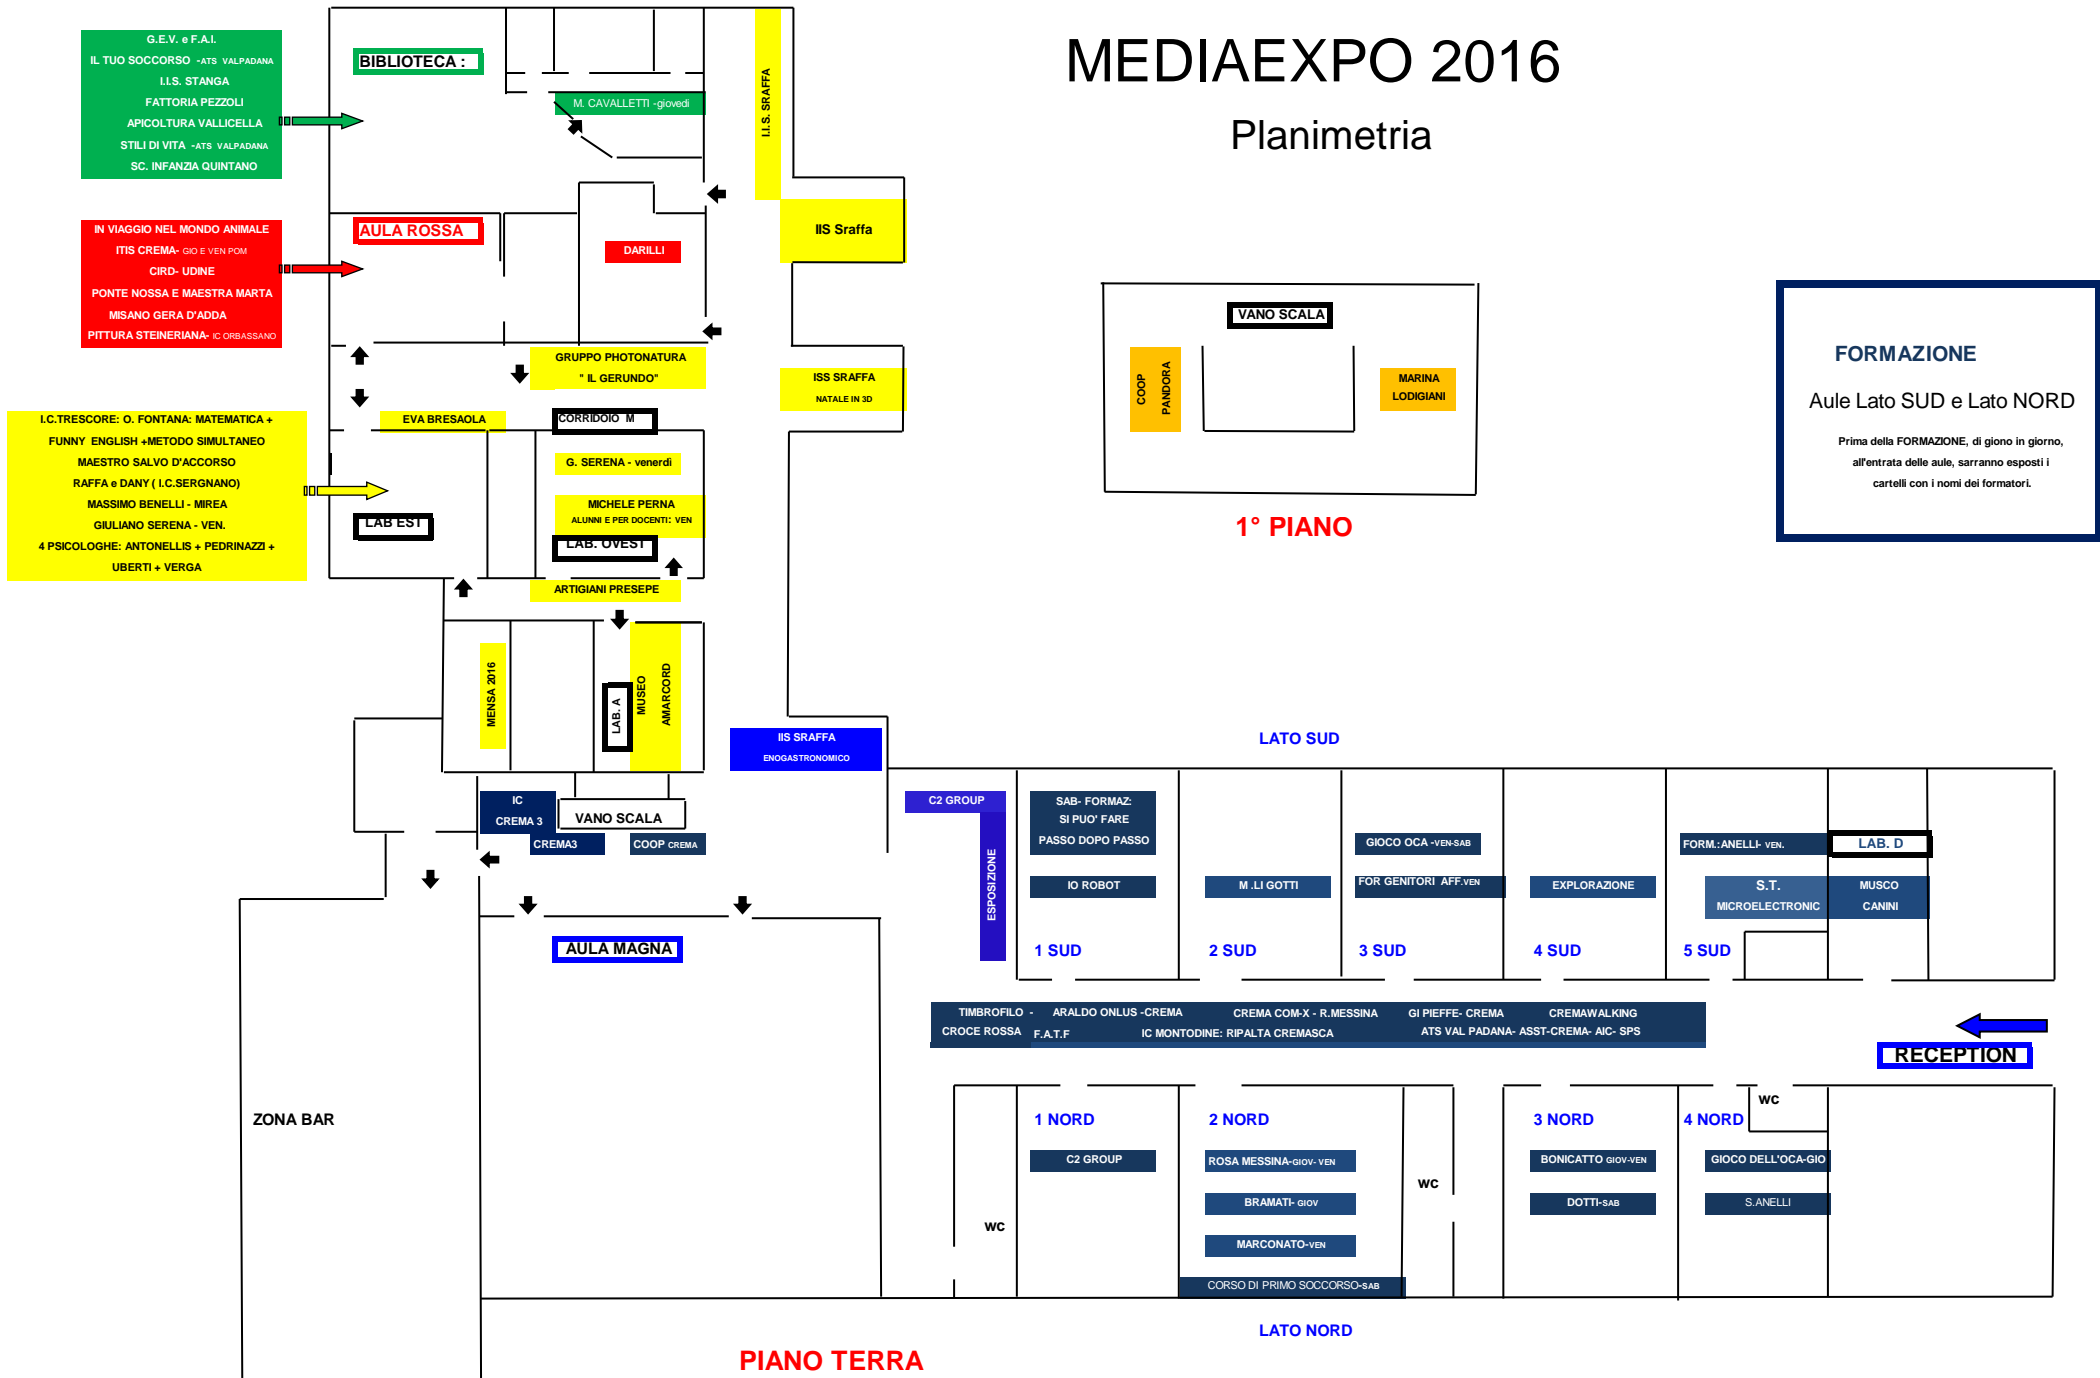 MEDIAEXPO 2016
Planimetria
G.E.V. e F.A.I.
IL TUO SOCCORSO -ATS VALPADANA
I.I.S. STANGA
FATTORIA PEZZOLI
APICOLTURA VALLICELLA
STILI DI VITA -ATS VALPADANA
SC. INFANZIA QUINTANO
BIBLIOTECA :
M. CAVALLETTI -giovedi
I.I.S. SRAFFA
IIS Sraffa
IN VIAGGIO NEL MONDO ANIMALE
ITIS CREMA- GIO E VEN POM
CIRD- UDINE
PONTE NOSSA E MAESTRA MARTA
MISANO GERA D'ADDA
PITTURA STEINERIANA- IC ORBASSANO
AULA ROSSA
DARILLI
GRUPPO PHOTONATURA
" IL GERUNDO"
ISS SRAFFA
NATALE IN 3D
VANO SCALA
COOP
PANDORA
MARINA
LODIGIANI
1° PIANO
FORMAZIONE
Aule Lato SUD e Lato NORD
Prima della FORMAZIONE, di giono in giorno,
all'entrata delle aule, sarranno esposti i
cartelli con i nomi dei formatori.
I.C.TRESCORE: O. FONTANA: MATEMATICA +
FUNNY ENGLISH +METODO SIMULTANEO
MAESTRO SALVO D'ACCORSO
RAFFA e DANY ( I.C.SERGNANO)
MASSIMO BENELLI - MIREA
GIULIANO SERENA - VEN.
4 PSICOLOGHE: ANTONELLIS + PEDRINAZZI +
UBERTI + VERGA
EVA BRESAOLA
CORRIDOIO M
G. SERENA - venerdì
MICHELE PERNA
ALUNNI E PER DOCENTI: VEN
LAB EST
LAB. OVEST
ARTIGIANI PRESEPE
MENSA 2016
LAB. A
MUSEO
AMARCORD
IIS SRAFFA
ENOGASTRONOMICO
LATO SUD
IC
CREMA 3
VANO SCALA
CREMA3
COOP CREMA
C2 GROUP
ESPOSIZIONE
SAB- FORMAZ:
SI PUO' FARE
PASSO DOPO PASSO
IO ROBOT
M .LI GOTTI
GIOCO OCA -VEN-SAB
FOR GENITORI AFF.VEN
EXPLORAZIONE
FORM.:ANELLI- VEN.
LAB. D
S.T.
MICROELECTRONIC
MUSCO
CANINI
1 SUD
2 SUD
3 SUD
4 SUD
5 SUD
AULA MAGNA
TIMBROFILO - ARALDO ONLUS -CREMA CREMA COM-X - R.MESSINA GI PIEFFE- CREMA CREMAWALKING
CROCE ROSSA F.A.T.F IC MONTODINE: RIPALTA CREMASCA ATS VAL PADANA- ASST-CREMA- AIC- SPS
RECEPTION
ZONA BAR
1 NORD
2 NORD
3 NORD
4 NORD
wc
C2 GROUP
ROSA MESSINA-GIOV- VEN
BONICATTO GIOV-VEN
GIOCO DELL'OCA-GIO
wc
BRAMATI- GIOV
DOTTI-SAB
S.ANELLI
wc
MARCONATO-VEN
CORSO DI PRIMO SOCCORSO-SAB
LATO NORD
PIANO TERRA